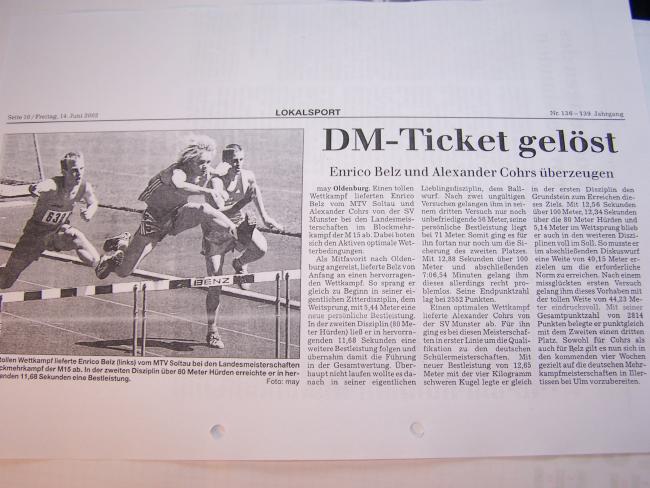 Seite 10 / Freitag, 14. Juni 2002
LOKALSPORT
Nr. 136 – 139. Jahrgang
DM-Ticket gelöst
Enrico Belz und Alexander Cohrs überzeugen
631
BENZ
tollen Wettkampf lieferte Enrico Belz (links) vom MTV Soltau bei den Landesmeisterschaften
ockmehrkampf der M15 ab. In der zweiten Disziplin über 80 Meter Hürden erreichte er in her-
genden 11,68 Sekunden eine Bestleistung.
Foto: may
may Oldenburg. Einen tollen
Wettkampf lieferten Enrico
Belz vom MTV Soltau und
Alexander Cohrs von der SV
Munster bei den Landesmei-
sterschaften im Blockmehr-
kampf der M 15 ab. Dabei boten
sich den Aktiven optimale Wet-
terbedingungen.
Als Mitfavorit nach Olden-
burg angereist, lieferte Belz von
Anfang an einen hervorragen-
den Wettkampf. So sprang er
gleich zu Beginn in seiner ei-
gentlichen Zitterdisziplin, dem
Weitsprung, mit 5,44 Meter eine
neue persönliche Bestleistung.
In der zweiten Disziplin (80 Me-
ter Hürden) ließ er in hervorra-
genden 11,68 Sekunden eine
weitere Bestleistung folgen und
übernahm damit die Führung
in der Gesamtwertung. Über-
haupt nicht laufen wollte es da-
nach in seiner eigentlichen
Lieblingsdisziplin, dem Ball-
wurf. Nach zwei ungültigen
Versuchen gelangen ihm in sei-
nem dritten Versuch nur noch
unbefriedigende 56 Meter, seine
persönliche Bestleistung liegt
bei 71 Meter. Somit ging es für
ihn fortan nur noch um die Si-
cherung des zweiten Platzes.
Mit 12,88 Sekunden über 100
Meter und abschließenden
7:06,54 Minuten gelang ihm
dieses allerdings recht pro-
blemlos. Seine Endpunktzahl
lag bei 2552 Punkten.
Einen optimalen Wettkampf
lieferte Alexander Cohrs von
der SV Munster ab. Für ihn
ging es bei diesen Meisterschaf-
ten in erster Linie um die Quali-
fikation zu den deutschen
Schülermeisterschaften. Mit
neuer Bestleistung von 12,65
Meter mit der vier Kilogramm
schweren Kugel legte er gleich
in der ersten Disziplin den
Grundstein zum Erreichen die-
ses Ziels. Mit 12,56 Sekunden
über 100 Meter, 12,34 Sekunden
über die 80 Meter Hürden und
5,14 Meter im Weitsprung blieb
er auch in den weiteren Diszi-
plinen voll im Soll. So mußte er
im abschließenden Diskuswurf
eine Weite von 40,15 Meter er-
zielen um die erforderliche
Norm zu erreichen. Nach einem
missglückten ersten Versuch
gelang ihm dieses Vorhaben mit
der tollen Weite von 44,23 Me-
ter eindrucksvoll. Mit seiner
Gesamtpunktzahl von 2814
Punkten belegte er punktgleich
mit dem Zweiten einen dritten
Platz. Sowohl für Cohrs als
auch für Belz gilt es nun sich in
den kommenden vier Wochen
gezielt auf die deutschen Mehr-
kampfmeisterschaften in Iller-
tissen bei Ulm vorzubereiten.